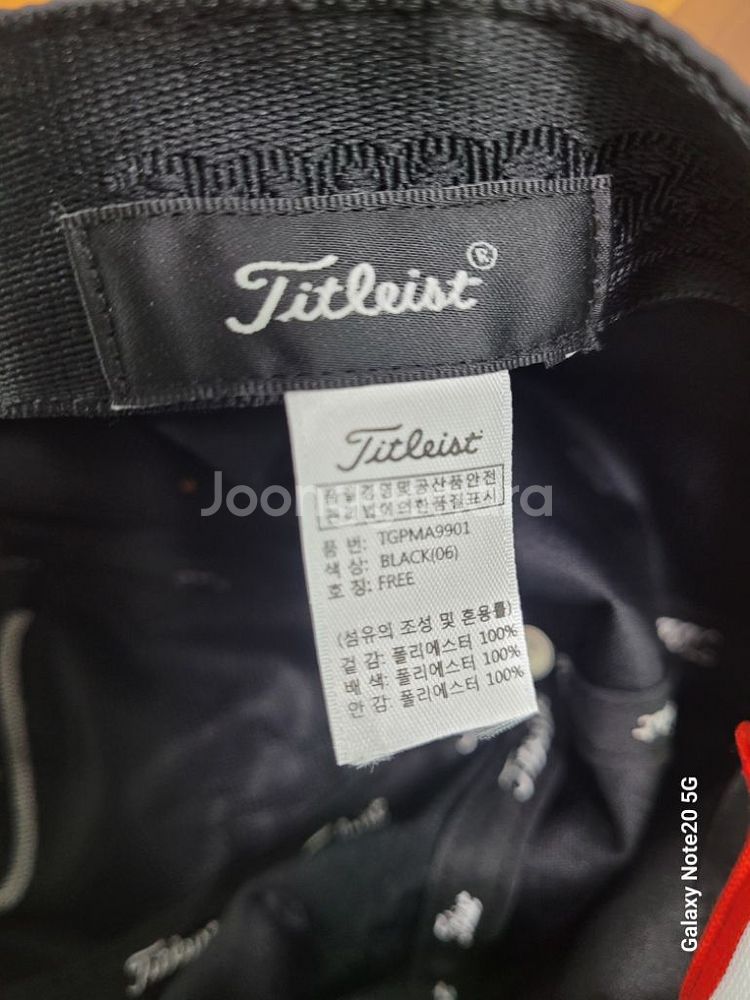 Titleist®
Titleist
품질경영및공산품안전
관리법에의한품질표시
품 번: TGPMA9901
색 상: BLACK(06)
호 칭: FREE
(섬유의 조성 및 혼용률)
겉 감: 폴리에스터 100%
배 색: 폴리에스터 100%
안 감: 폴리에스터 100%
Titleist
Titleist
Galaxy Note20 5G